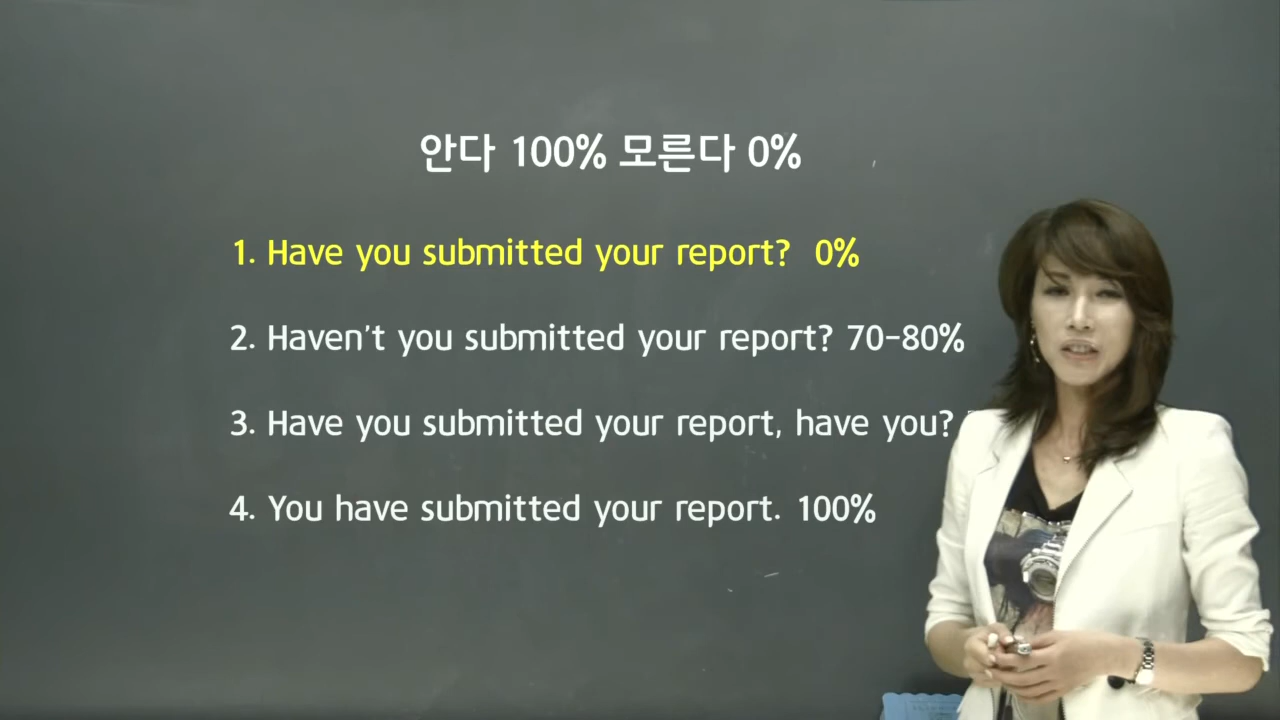 안다 100% 모른다 0%
1. Have you submitted your report? 0%
2. Haven't you submitted your report? 70-80%
3. Have you submitted your report, have you?
4. You have submitted your report. 100%